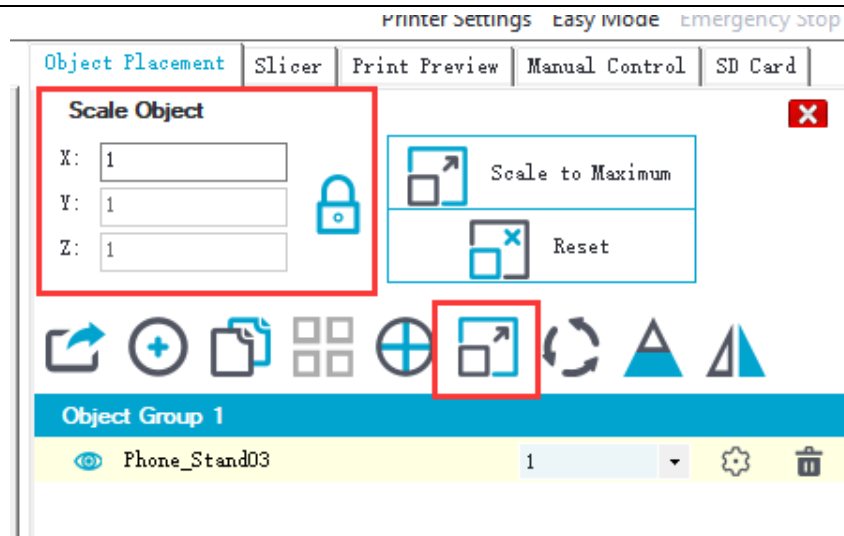 Printer Settings Easy Mode Emergency Stop
Object Placement Slicer Print Preview Manual Control SD Card
Scale Object
X: 1
Y: 1
Z: 1
Scale to Maximum
Reset
Object Group 1
Phone_Stand03 1